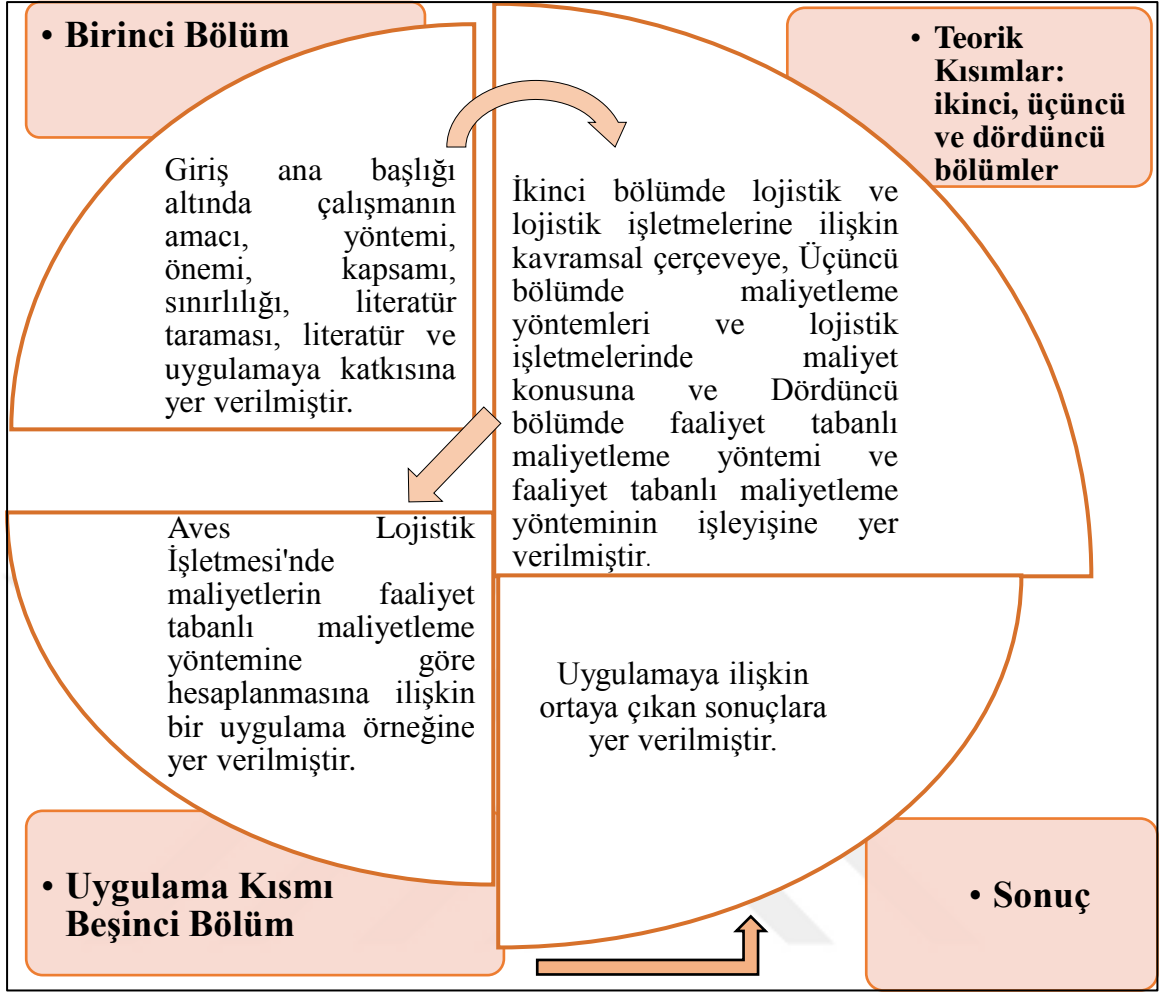 • Birinci Bölüm
Giriş ana başlığı
altında çalışmanın
amacı, yöntemi,
önemi, kapsamı,
sınırlılığı, literatür
taraması, literatür ve
uygulamaya katkısına
yer verilmiştir.
• Teorik
Kısımlar:
ikinci, üçüncü
ve dördüncü
bölümler
İkinci bölümde lojistik ve
lojistik işletmelerine ilişkin
kavramsal çerçeveye, Üçüncü
bölümde maliyetleme
yöntemleri ve lojistik
işletmelerinde maliyet
konusuna ve Dördüncü
bölümde faaliyet tabanlı
maliyetleme yöntemi ve
faaliyet tabanlı maliyetleme
yönteminin işleyişine yer
verilmiştir.
Aves Lojistik
İşletmesi'nde
maliyetlerin faaliyet
tabanlı maliyetleme
yöntemine göre
hesaplanmasına ilişkin
bir uygulama örneğine
yer verilmiştir.
• Uygulama Kısmı
Beşinci Bölüm
Uygulamaya ilişkin
ortaya çıkan sonuçlara
yer verilmiştir.
• Sonuç